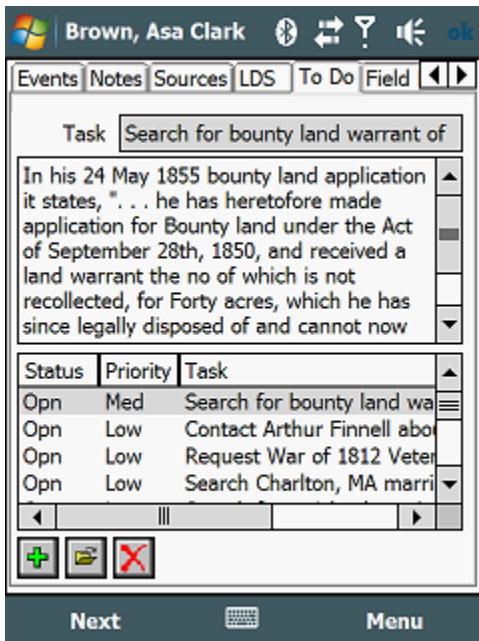 Brown, Asa Clark ok
Events Notes Sources LDS To Do Field
Task Search for bounty land warrant of
In his 24 May 1855 bounty land application
it states, ". . . he has heretofore made
application for Bounty land under the Act
of September 28th, 1850, and received a
land warrant the no of which is not
recollected, for Forty acres, which he has
since legally disposed of and cannot now
Status Priority Task
Opn Med Search for bounty land wa
Opn Low Contact Arthur Finnell abou
Opn Low Request War of 1812 Veter
Opn Low Search Charlton, MA marri
Next Menu